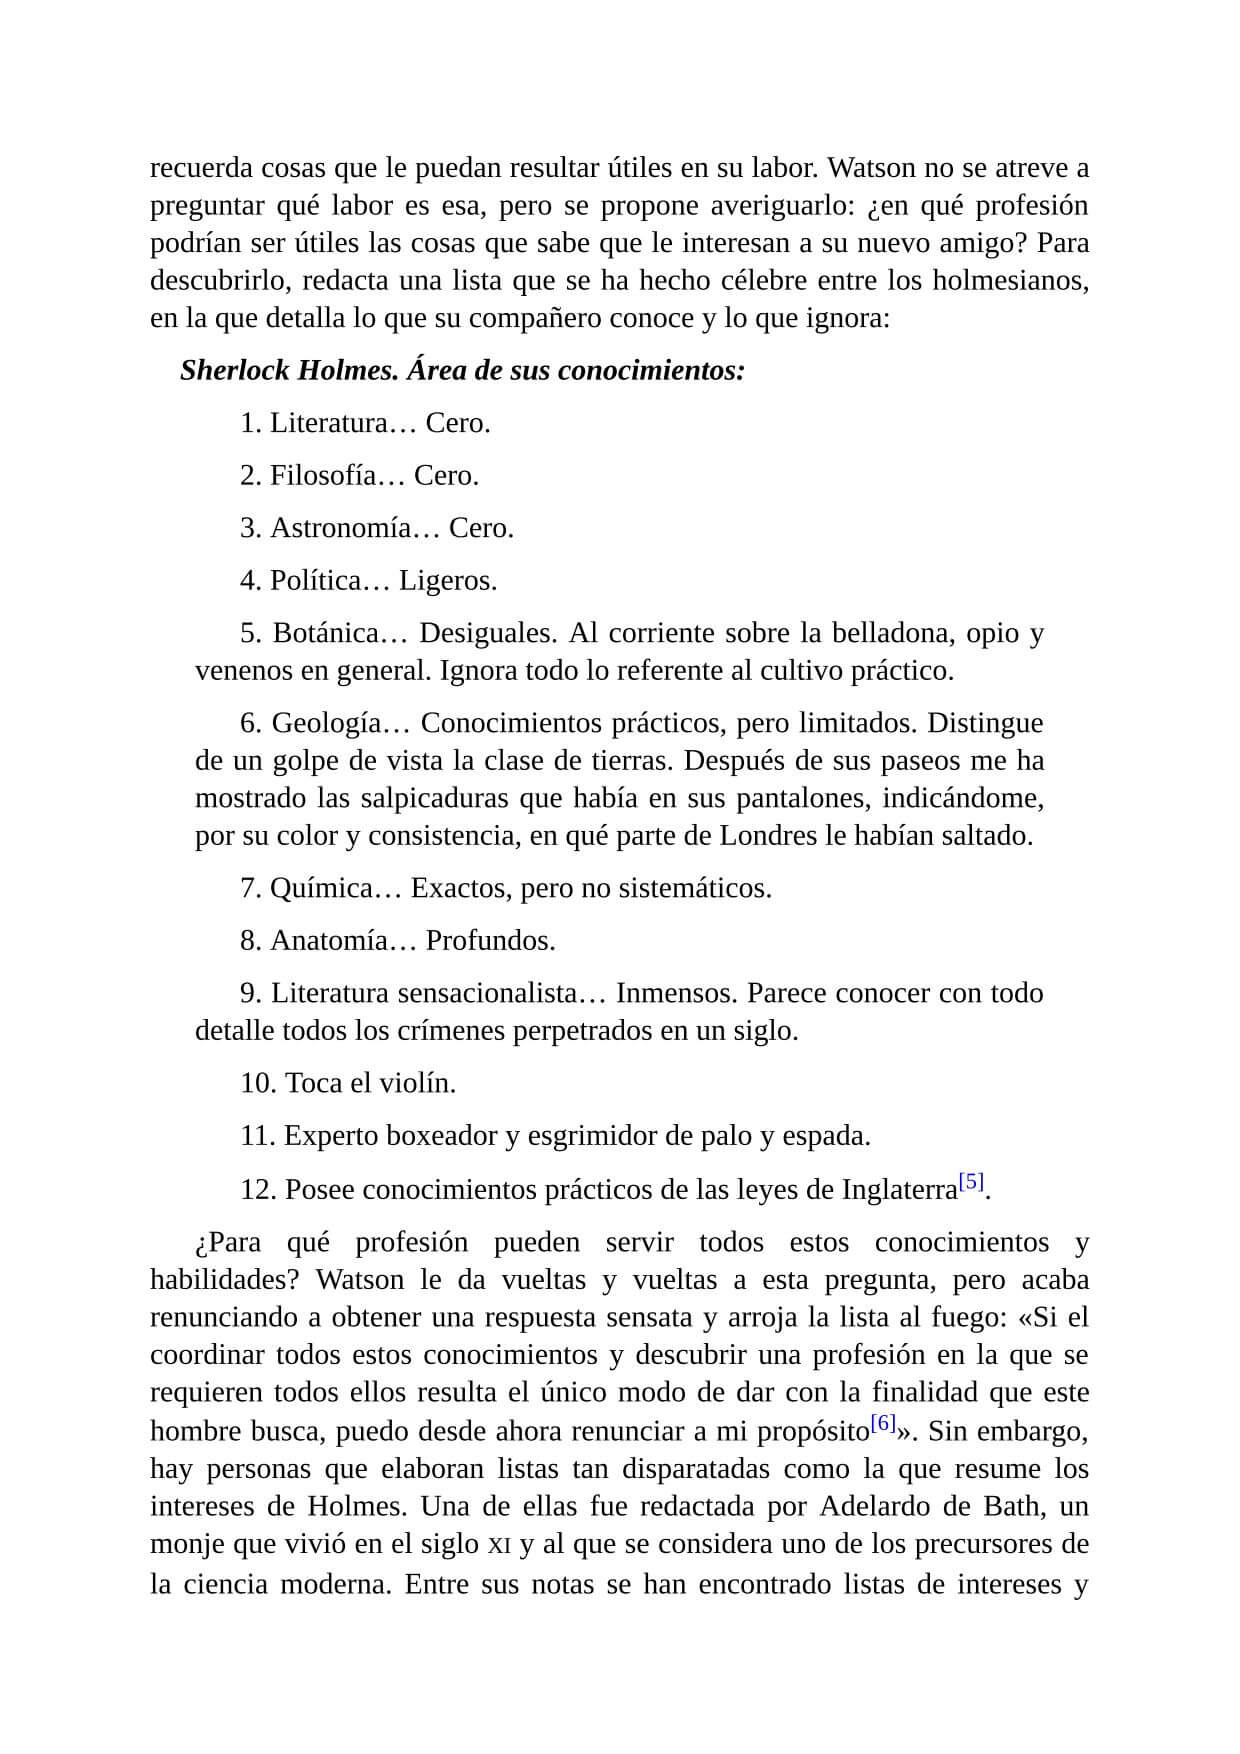 recuerda cosas que le puedan resultar útiles en su labor. Watson no se atreve a
preguntar qué labor es esa, pero se propone averiguarlo: ¿en qué profesión
podrían ser útiles las cosas que sabe que le interesan a su nuevo amigo? Para
descubrirlo, redacta una lista que se ha hecho célebre entre los holmesianos,
en la que detalla lo que su compañero conoce y lo que ignora:
Sherlock Holmes. Área de sus conocimientos:
1. Literatura… Cero.
2. Filosofía… Cero.
3. Astronomía… Cero.
4. Política… Ligeros.
5. Botánica… Desiguales. Al corriente sobre la belladona, opio y
venenos en general. Ignora todo lo referente al cultivo práctico.
6. Geología… Conocimientos prácticos, pero limitados. Distingue
de un golpe de vista la clase de tierras. Después de sus paseos me ha
mostrado las salpicaduras que había en sus pantalones, indicándome,
por su color y consistencia, en qué parte de Londres le habían saltado.
7. Química… Exactos, pero no sistemáticos.
8. Anatomía… Profundos.
9. Literatura sensacionalista… Inmensos. Parece conocer con todo
detalle todos los crímenes perpetrados en un siglo.
10. Toca el violín.
11. Experto boxeador y esgrimidor de palo y espada.
12. Posee conocimientos prácticos de las leyes de Inglaterra[5].
¿Para qué profesión pueden servir todos estos conocimientos y
habilidades? Watson le da vueltas y vueltas a esta pregunta, pero acaba
renunciando a obtener una respuesta sensata y arroja la lista al fuego: «Si el
coordinar todos estos conocimientos y descubrir una profesión en la que se
requieren todos ellos resulta el único modo de dar con la finalidad que este
hombre busca, puedo desde ahora renunciar a mi propósito[6]». Sin embargo,
hay personas que elaboran listas tan disparatadas como la que resume los
intereses de Holmes. Una de ellas fue redactada por Adelardo de Bath, un
monje que vivió en el siglo XI y al que se considera uno de los precursores de
la ciencia moderna. Entre sus notas se han encontrado listas de intereses y